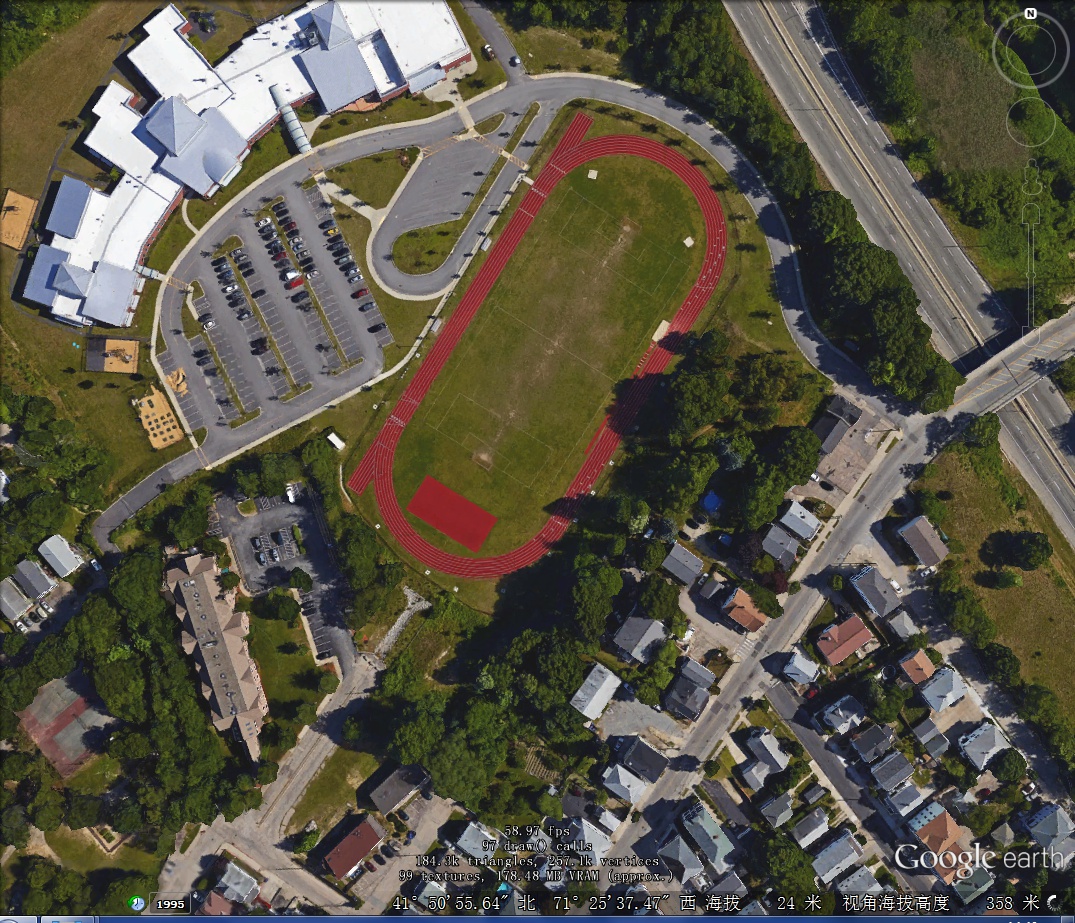 N
58.97 fps
97 draw() calls
184.3k triangles, 257.1k vertices
99 textures, 178.48 MB VRAM (approx.)
Google earth
1995
41° 50'55.64" 北 71° 25'37.47" 西 海拔 24 米 视角海拔高度 358 米